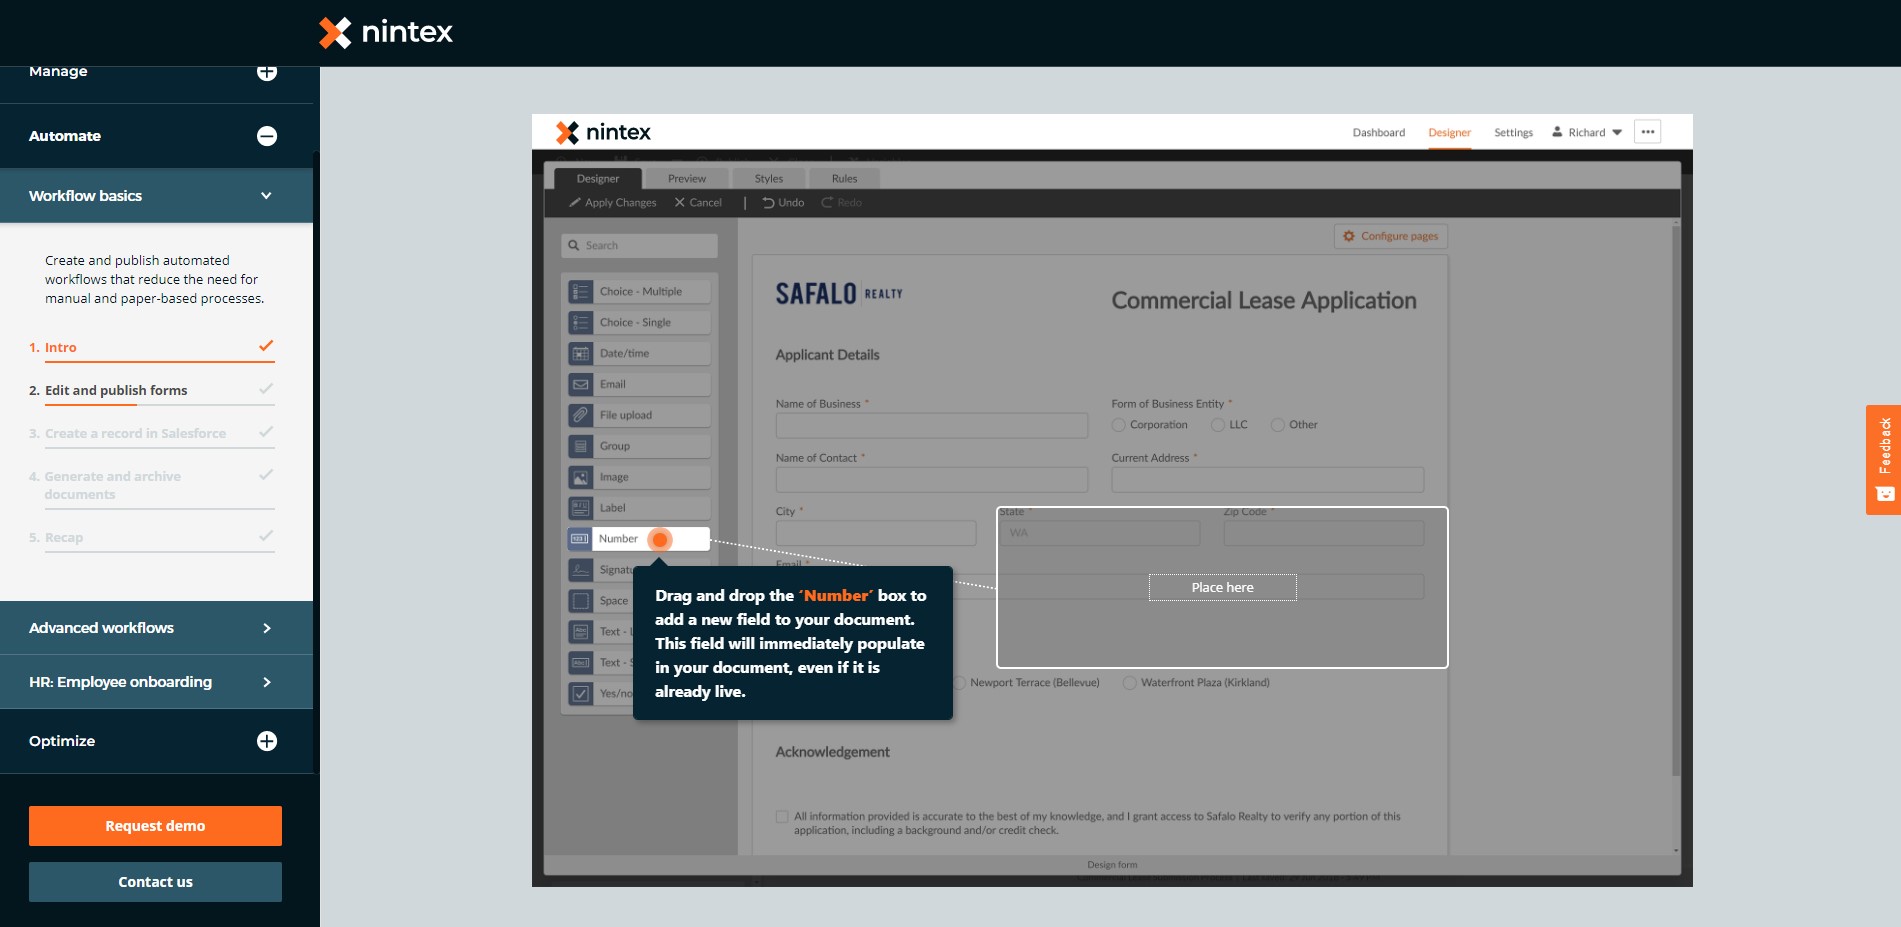 nintex
Manage
Automate
Workflow basics
Create and publish automated
workflows that reduce the need for
manual and paper-based processes.
1. Intro
2. Edit and publish forms
3. Create a record in Salesforce
4. Generate and archive
documents
5. Recap
Advanced workflows
HR: Employee onboarding
Optimize
Request demo
Contact us
nintex
Dashboard
Designer
Settings
Richard
Designer
Preview
Styles
Rules
Apply Changes
Cancel
Undo
Redo
Search
Configure pages
Choice - Multiple
Choice - Single
Date/time
Email
File upload
Group
Image
Label
Number
Space
Text -
Text -
Yes/no
SAFALO REALTY
Commercial Lease Application
Applicant Details
Name of Business *
Form of Business Entity *
Corporation
LLC
Other
Name of Contact *
Current Address *
City *
State *
Zip Code *
WA
Email *
Place here
Drag and drop the ‘Number’ box to
add a new field to your document.
This field will immediately populate
in your document, even if it is
already live.
Newport Terrace (Bellevue)
Waterfront Plaza (Kirkland)
Acknowledgement
All information provided is accurate to the best of my knowledge, and I grant access to Safalo Realty to verify any portion of this
application, including a background and/or credit check.
Design form
Feedback